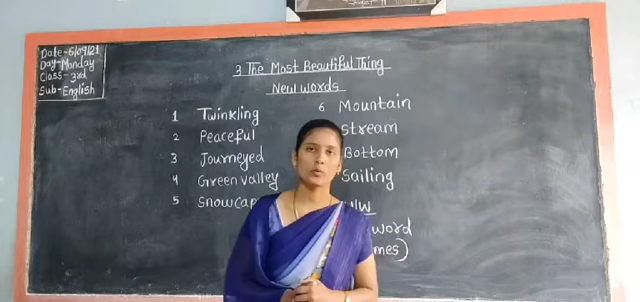 Date-6/09/21
Day-Monday
Class-3rd
Sub-English
3 The Most Beautiful Thing
New words
1 Twinkling
2 Peaceful
3 Journeyed
4 Green valley
5 Snowcap
6 Mountain
Stream
Bottom
Sailing
word